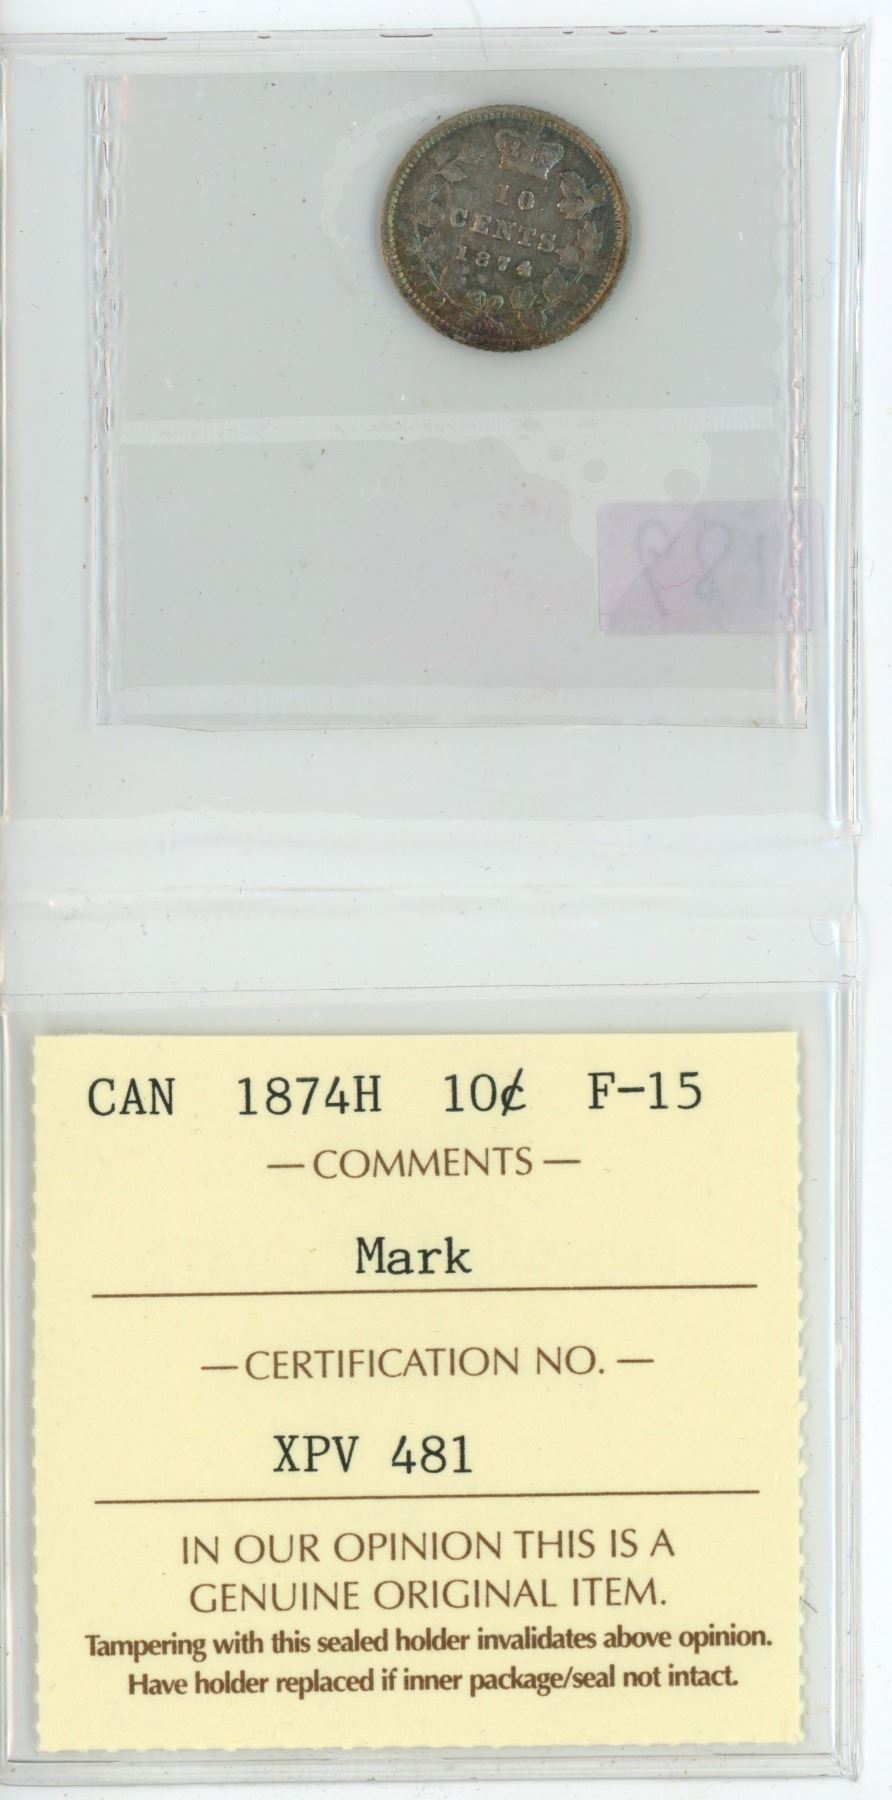 10
CENTS
1874
CAN 1874H 10¢ F-15
— COMMENTS —
Mark
— CERTIFICATION NO. —
XPV 481
IN OUR OPINION THIS IS A
GENUINE ORIGINAL ITEM.
Tampering with this sealed holder invalidates above opinion.
Have holder replaced if inner package/seal not intact.